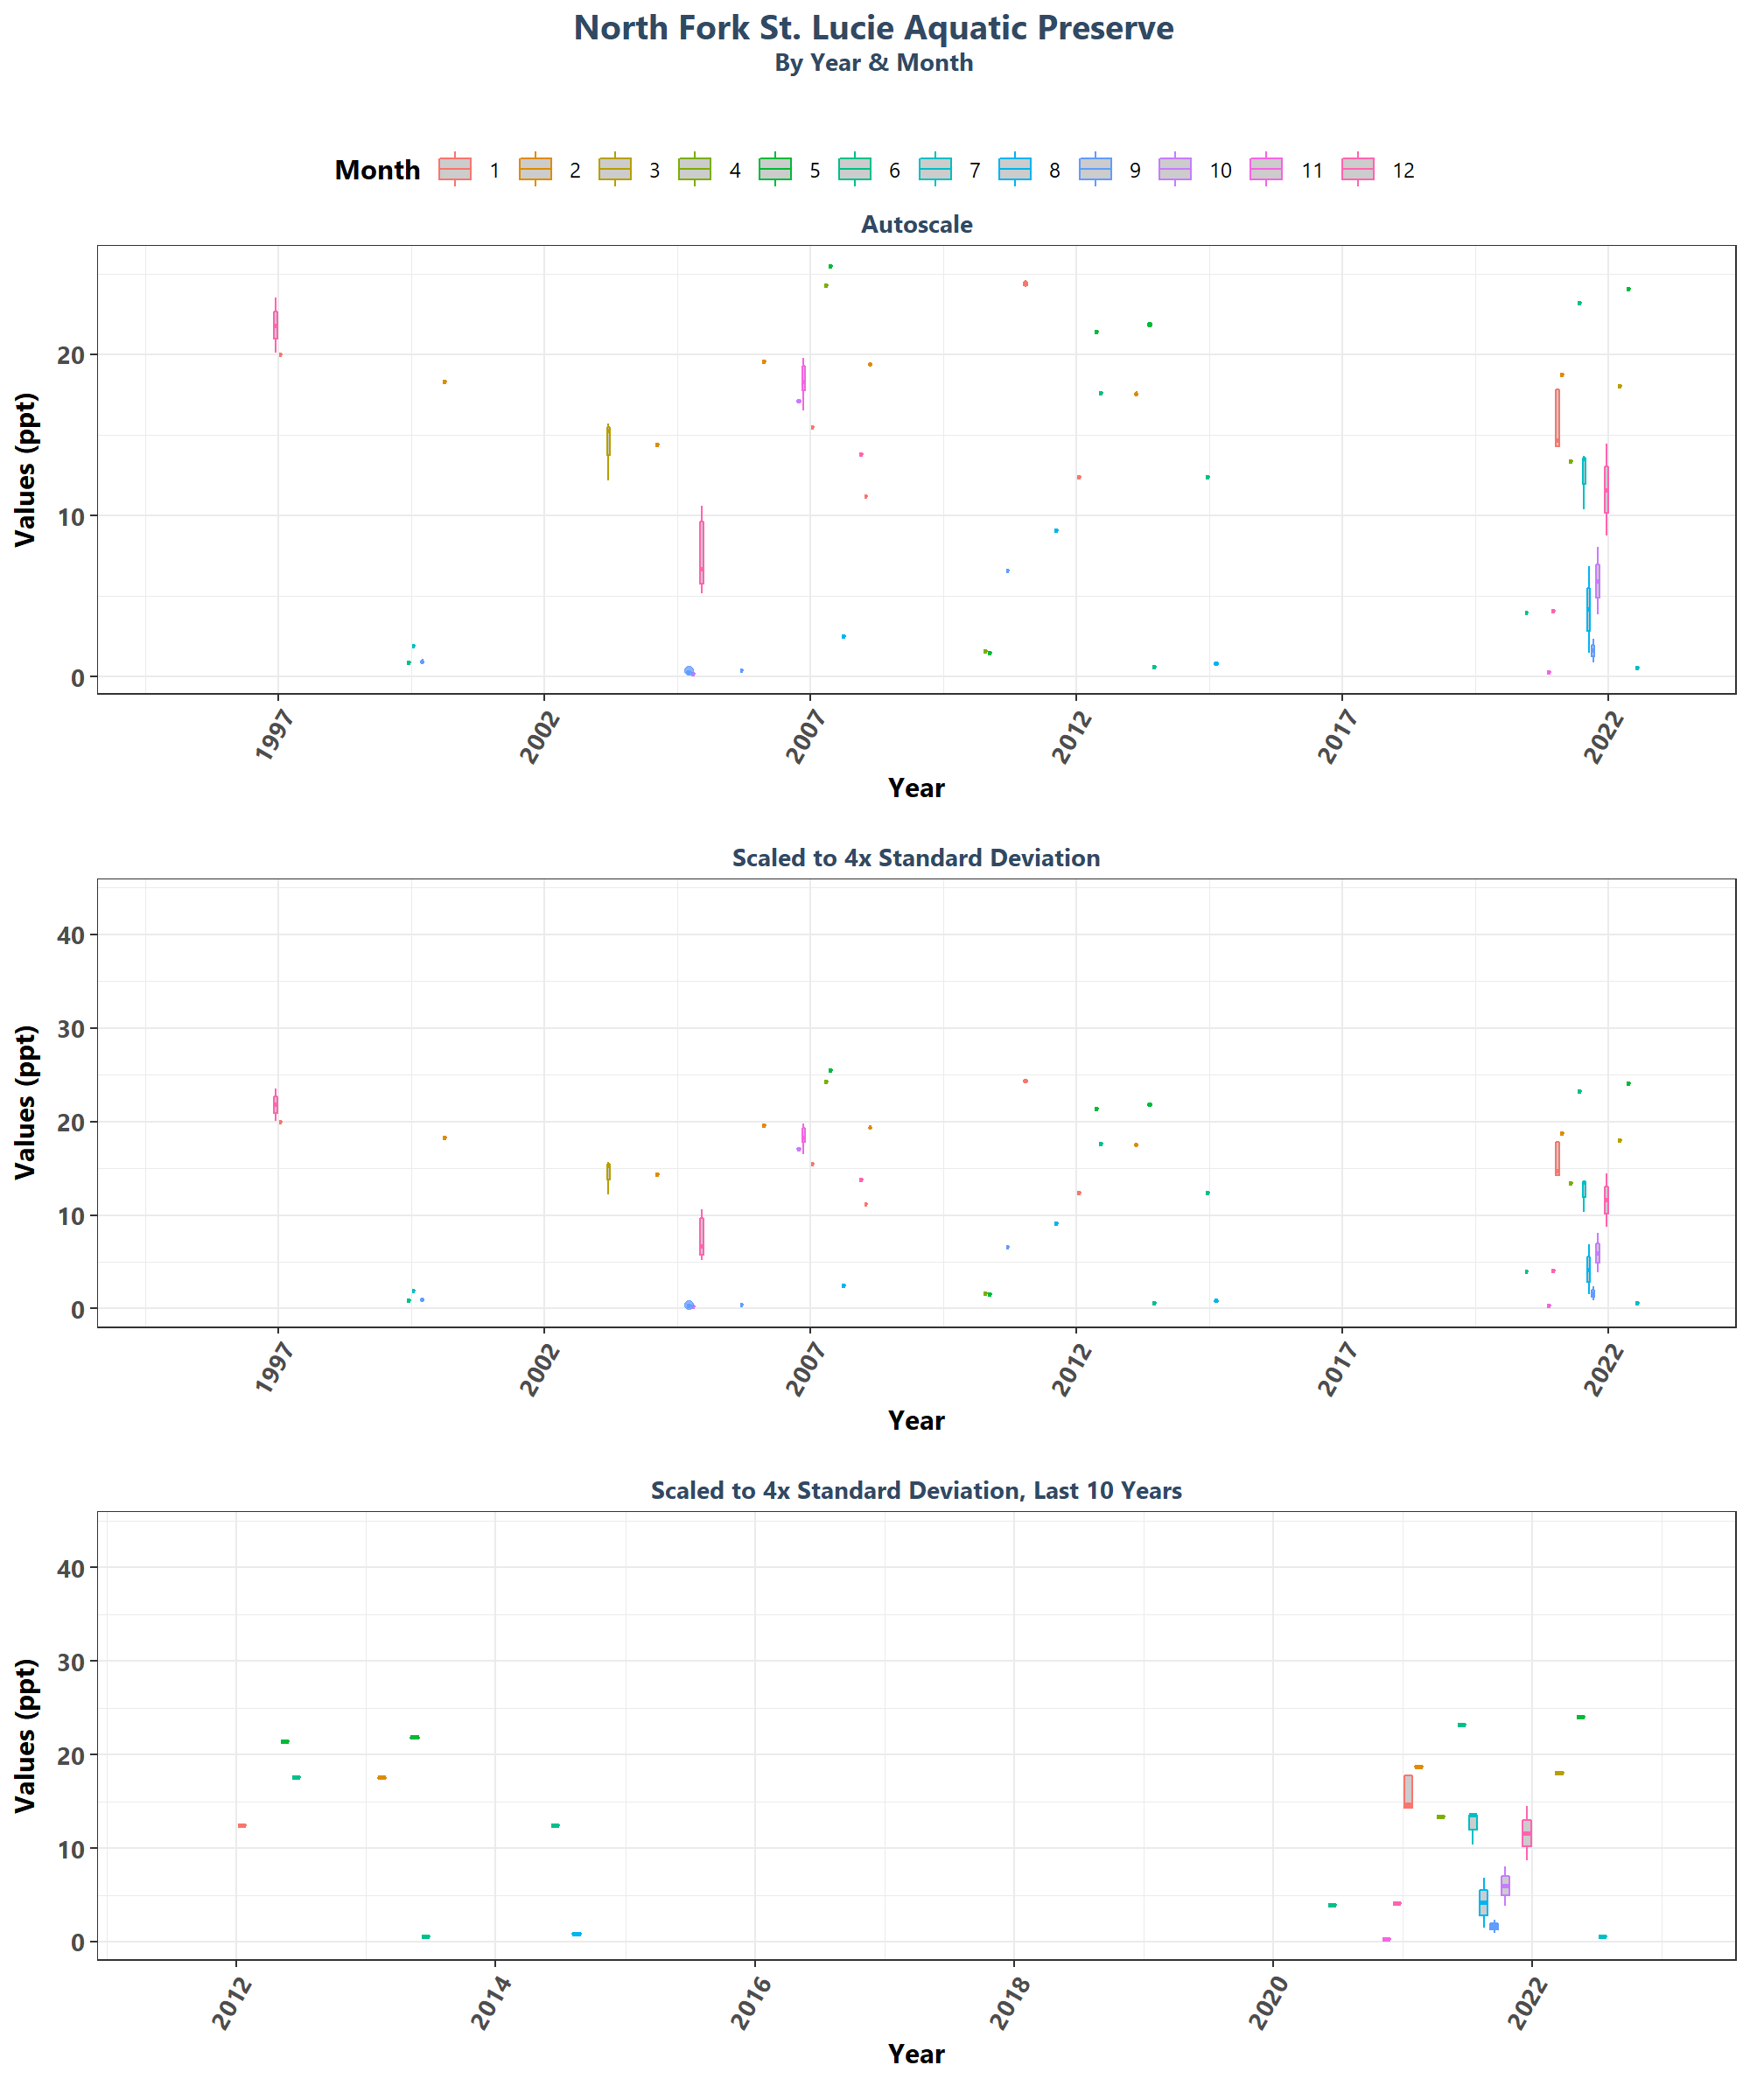 North Fork St. Lucie Aquatic Preserve
By Year & Month
Month 1 2 3 4 5 6 7 8 9 10 11 12
Autoscale
Values (ppt)
20
10
0
1997 2002 2007 2012 2017 2022
Year
Scaled to 4x Standard Deviation
Values (ppt)
40
30
20
10
0
1997 2002 2007 2012 2017 2022
Year
Scaled to 4x Standard Deviation, Last 10 Years
Values (ppt)
40
30
20
10
0
2012 2014 2016 2018 2020 2022
Year